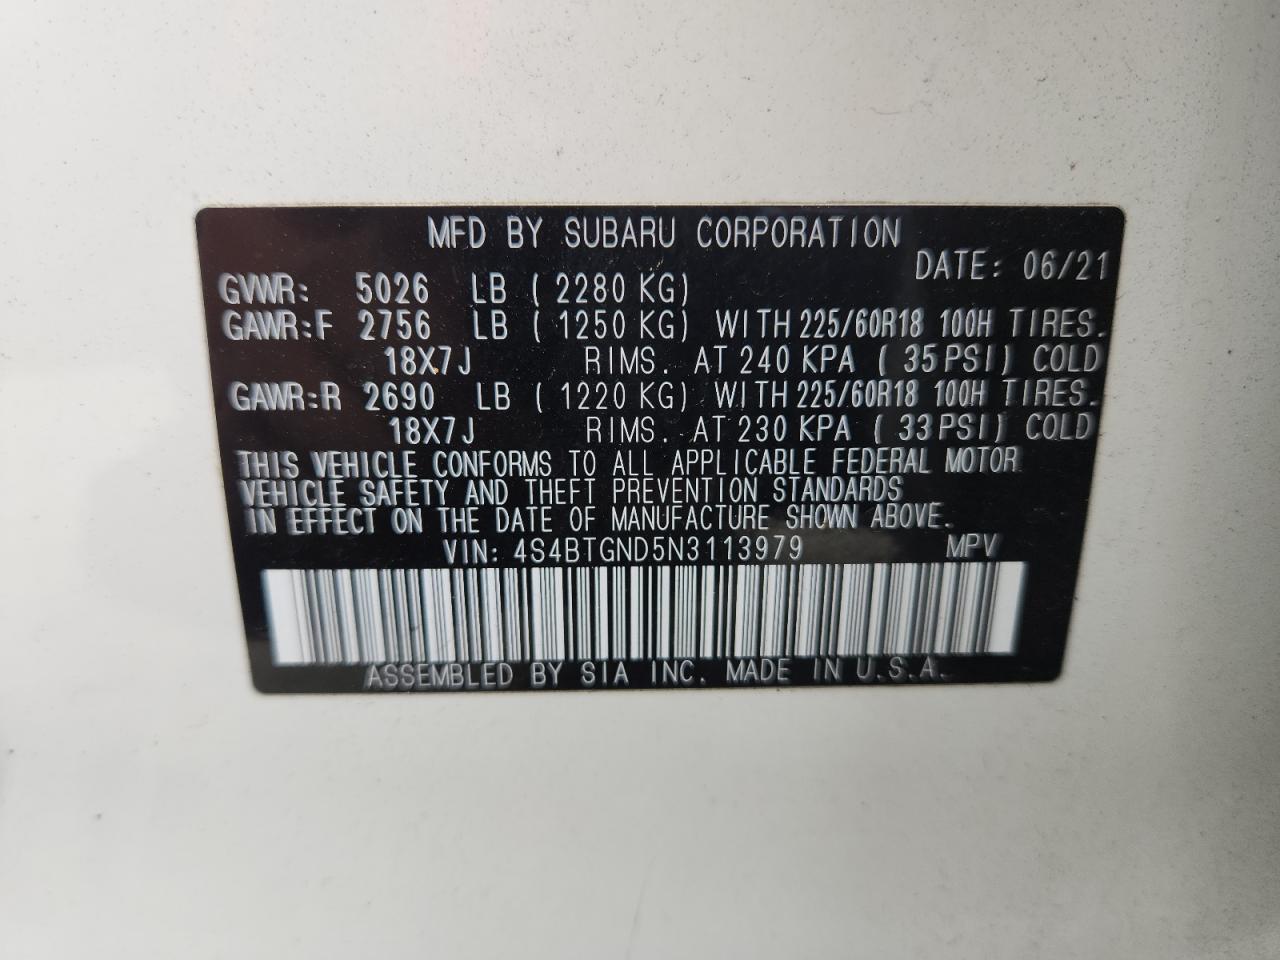 MFD BY SUBARU CORPORATION
DATE: 06/21
GVWR: 5026 LB ( 2280 KG)
GAWR:F 2756 LB ( 1250 KG) WITH 225/60R18 100H TIRES.
18X7J RIMS. AT 240 KPA ( 35 PSI) COLD
GAWR:R 2690 LB ( 1220 KG) WITH 225/60R18 100H TIRES.
18X7J RIMS. AT 230 KPA ( 33 PSI) COLD
THIS VEHICLE CONFORMS TO ALL APPLICABLE FEDERAL MOTOR
VEHICLE SAFETY AND THEFT PREVENTION STANDARDS
IN EFFECT ON THE DATE OF MANUFACTURE SHOWN ABOVE.
VIN: 4S4BTGND5N3113979 MPV
ASSEMBLED BY SIA INC. MADE IN U.S.A.